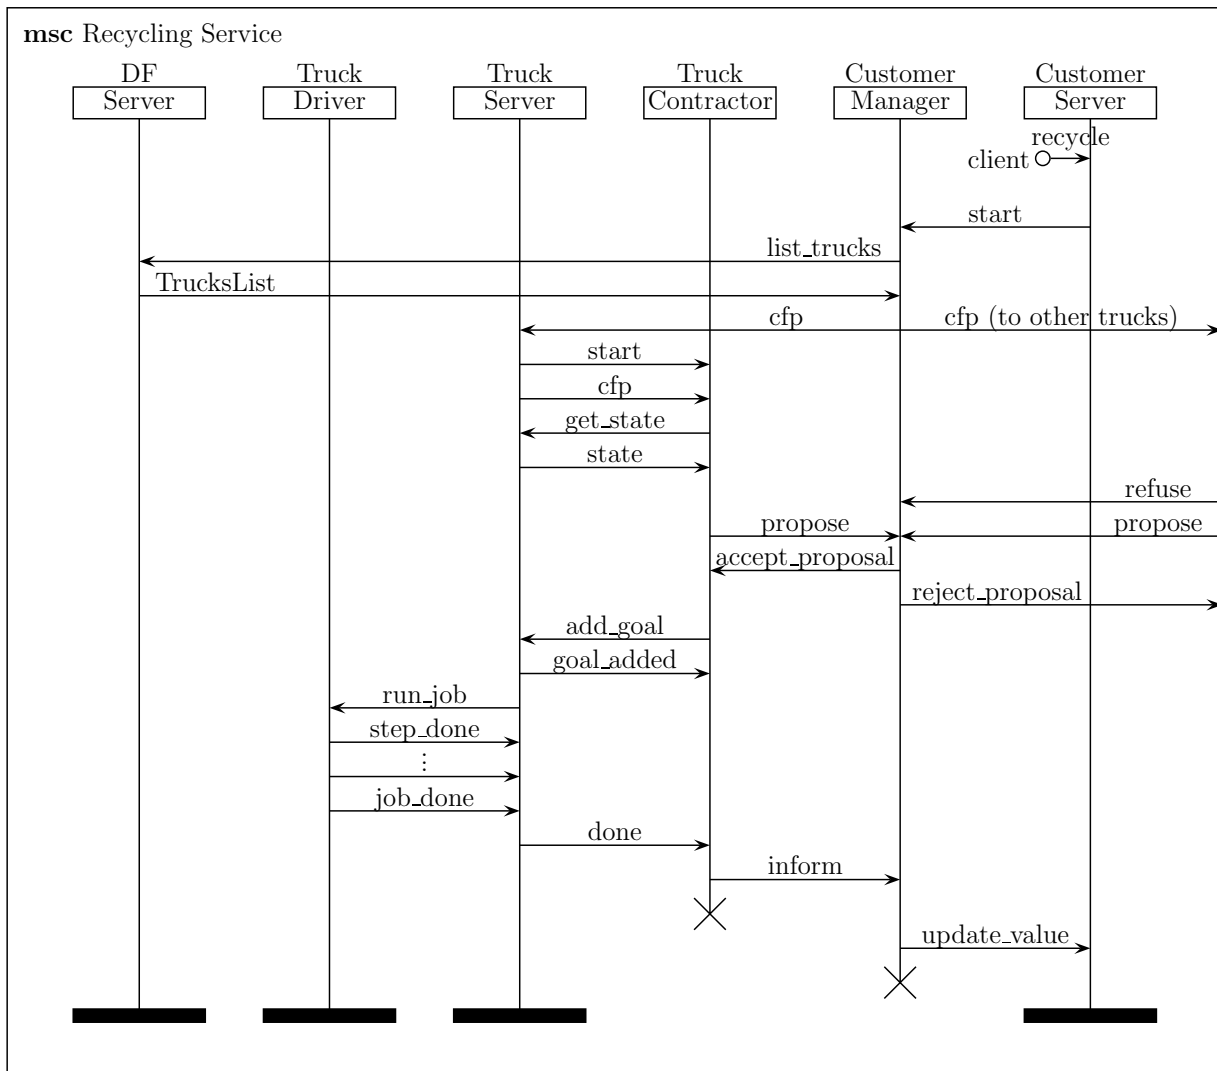 msc Recycling Service
DF Truck Truck Truck Customer Customer
Server Driver Server Contractor Manager Server
recycle
client
start
list_trucks
TrucksList
cfp cfp (to other trucks)
start
cfp
get_state
state
refuse
propose propose
accept_proposal
reject_proposal
add_goal
goal_added
run_job
step_done
⋮
job_done
done
inform
update_value